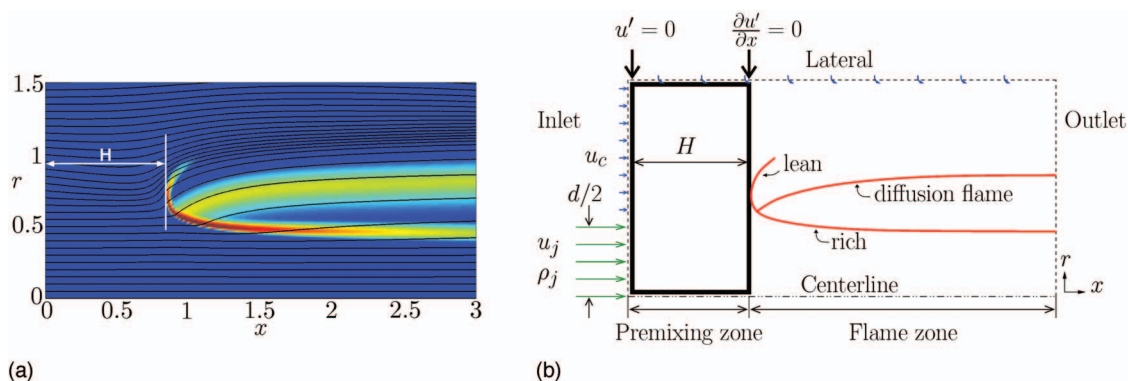 1.5
1
r
0.5
0
H
0 0.5 1 1.5 2 2.5 3
x
(a)
u′ = 0
∂u′/∂x = 0
Lateral
Inlet
Outlet
H
u_c
lean
d/2
diffusion flame
u_j
rich
ρ_j
Centerline
r
x
Premixing zone
Flame zone
(b)